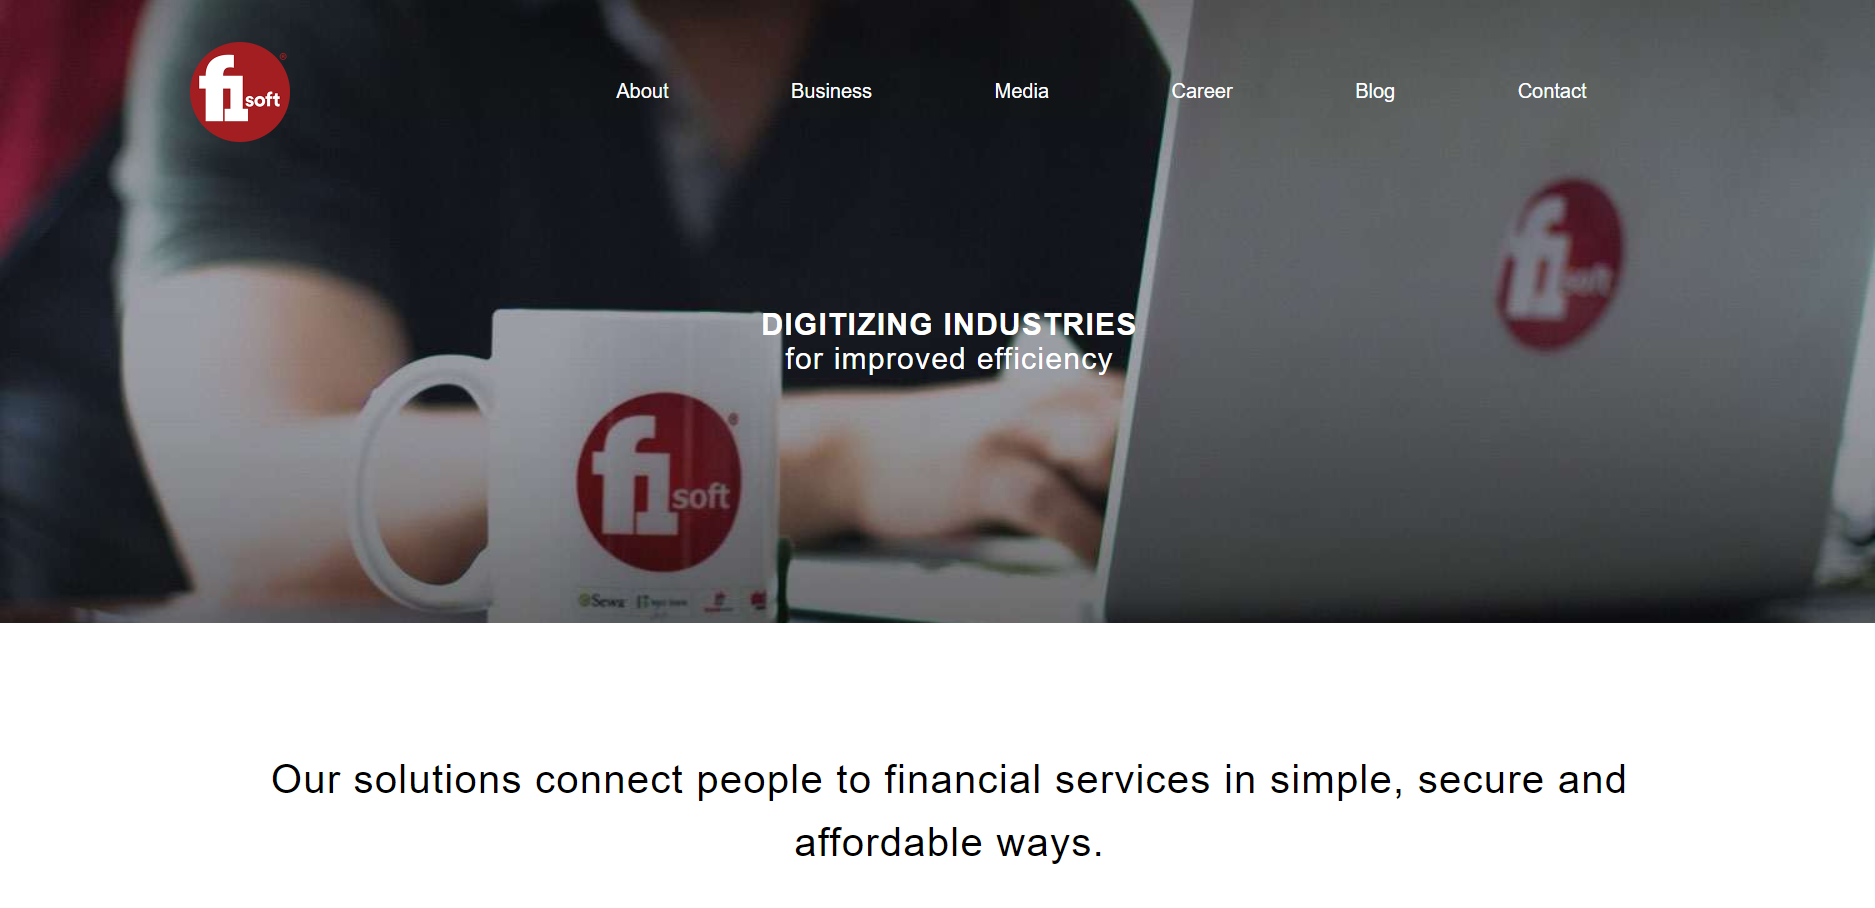 f1soft
About Business Media Career Blog Contact
f1soft
DIGITIZING INDUSTRIES
for improved efficiency
f1soft
Sewa
Our solutions connect people to financial services in simple, secure and
affordable ways.